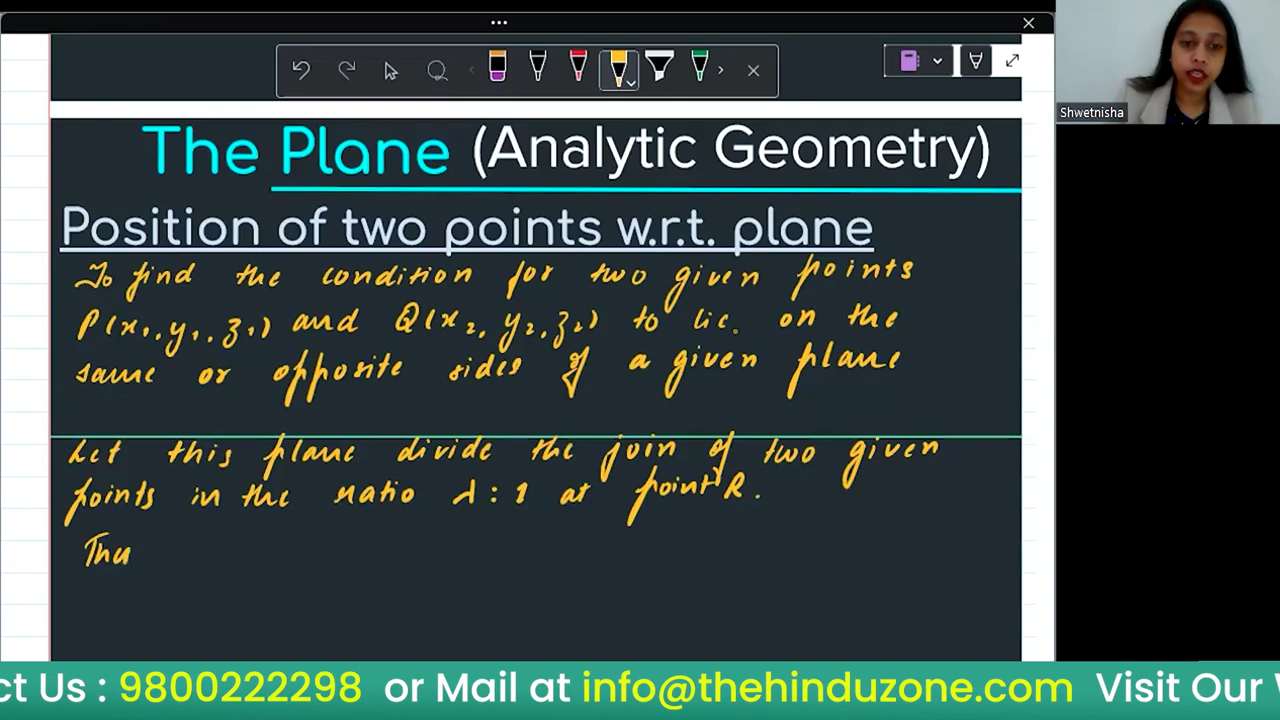 Shwetnisha
The Plane (Analytic Geometry)
Position of two points w.r.t. plane
To find the condition for two given points
P(x₁, y₁, z₁) and Q(x₂, y₂, z₂) to lie. on the
same or opposite sides of a given plane
Let this plane divide the join of two given
points in the ratio λ : 1 at point R.
Thu
ct Us : 9800222298 or Mail at info@thehinduzone.com Visit Our W